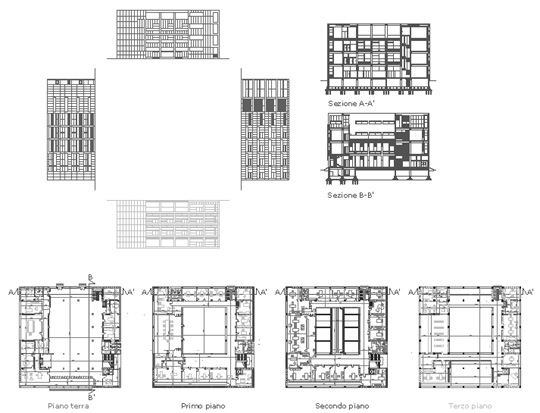 Sezione A-A'
Sezione B-B'
B
A
A'
A
A'
A
A'
A
A'
B'
Piano terra
Primo piano
Secondo piano
Terzo piano